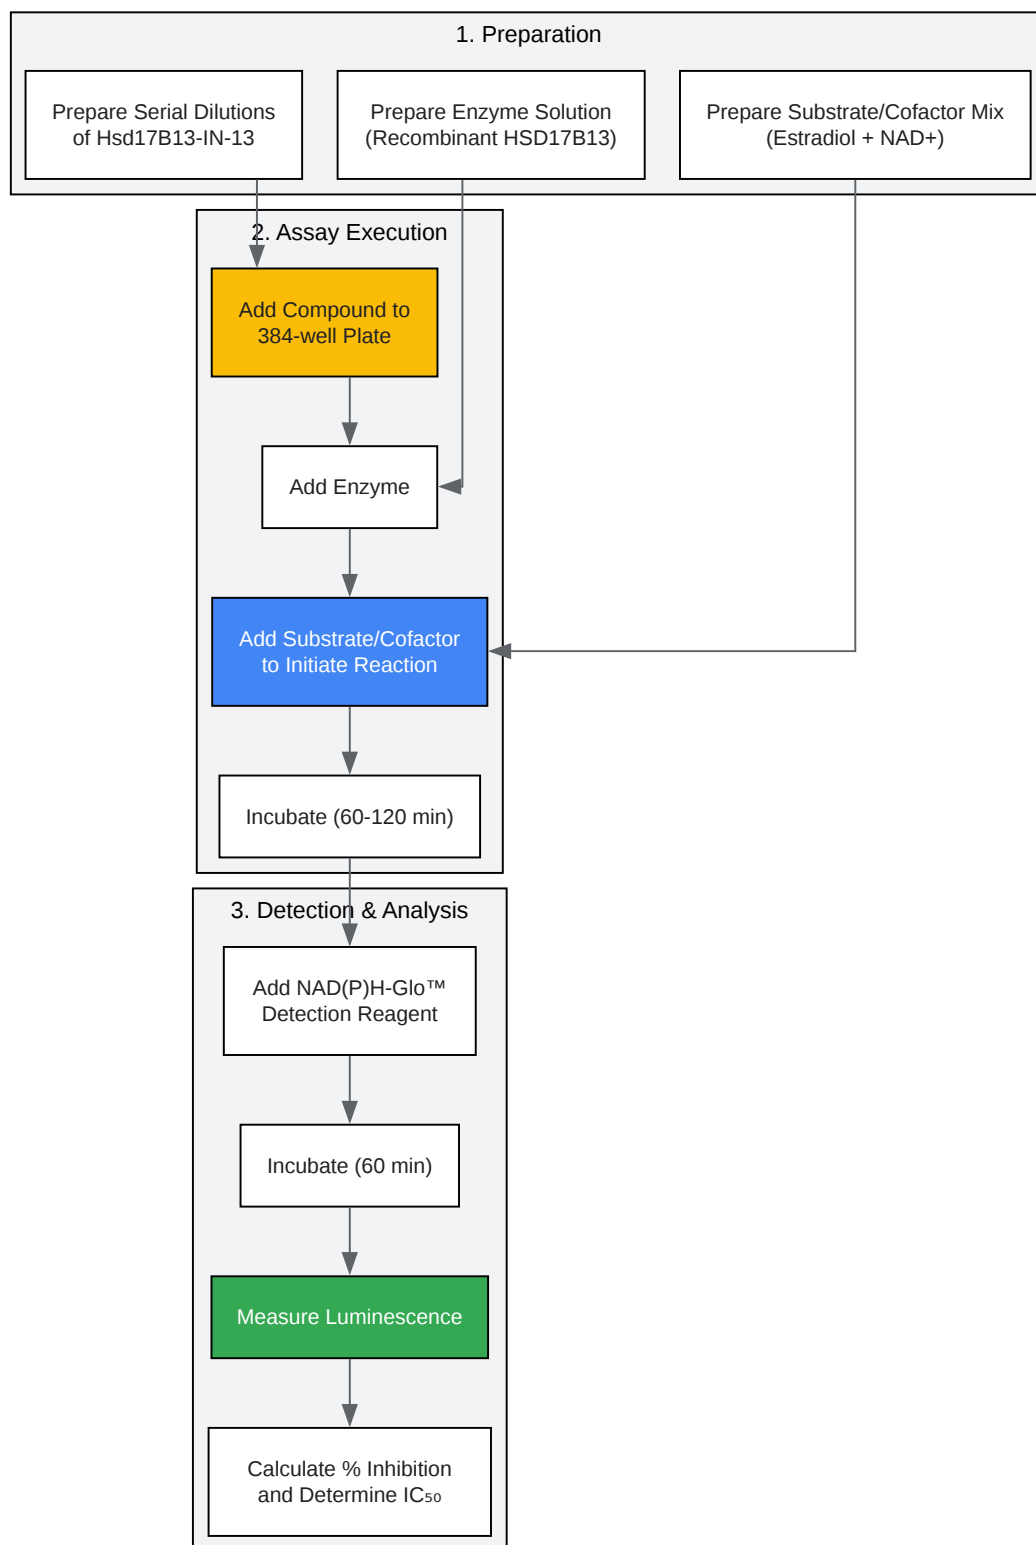 1. Preparation
Prepare Serial Dilutions
of Hsd17B13-IN-13
Prepare Enzyme Solution
(Recombinant HSD17B13)
Prepare Substrate/Cofactor Mix
(Estradiol + NAD+)
2. Assay Execution
Add Compound to
384-well Plate
Add Enzyme
Add Substrate/Cofactor
to Initiate Reaction
Incubate (60-120 min)
3. Detection & Analysis
Add NAD(P)H-Glo™
Detection Reagent
Incubate (60 min)
Measure Luminescence
Calculate % Inhibition
and Determine IC₅₀